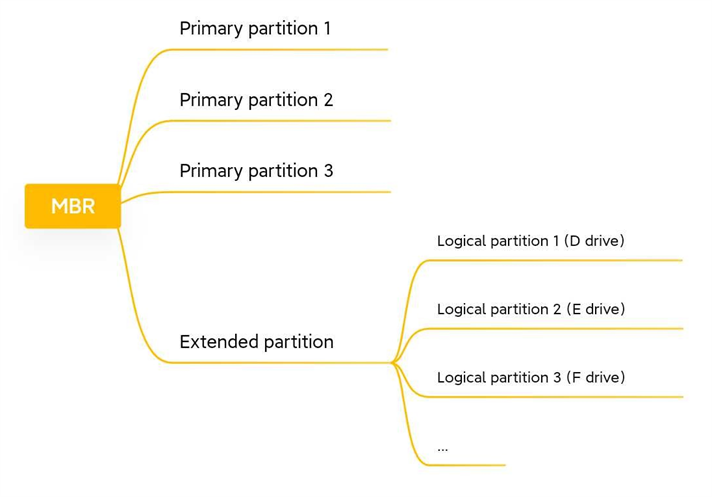 Primary partition 1
Primary partition 2
Primary partition 3
MBR
Logical partition 1 (D drive)
Logical partition 2 (E drive)
Extended partition
Logical partition 3 (F drive)
...